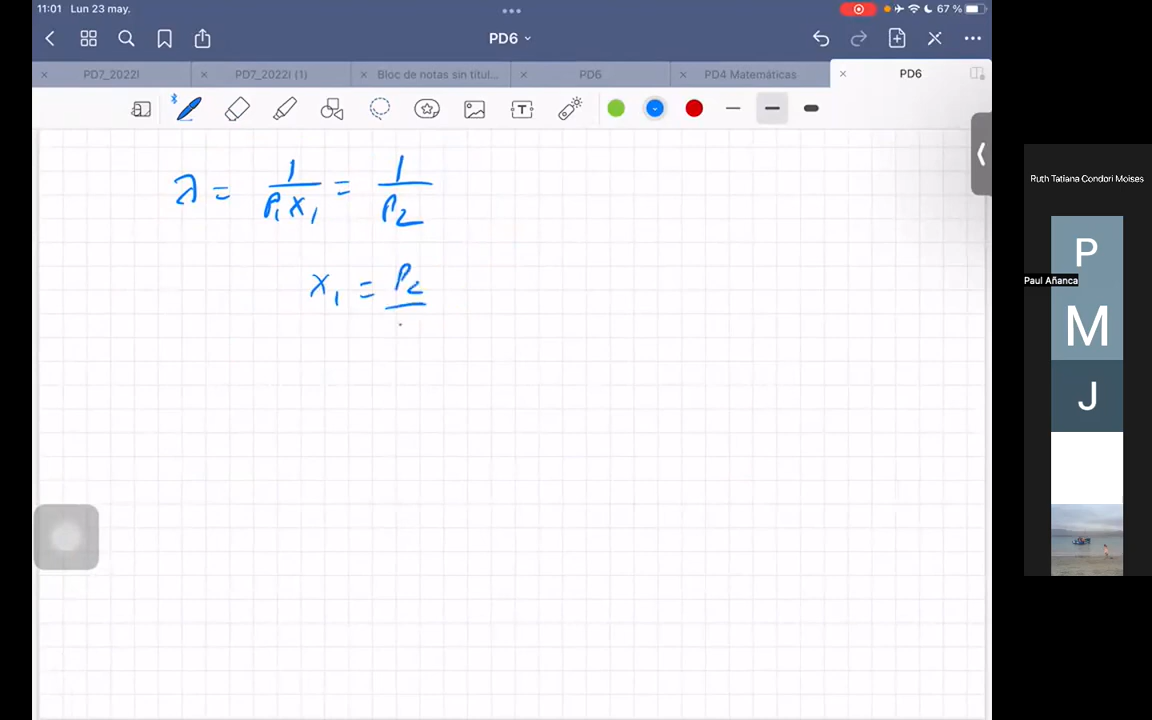 11:01 Lun 23 may.
67 %
PD6
PD7_2022I
PD7_2022I (1)
Bloc de notas sin títul...
PD6
PD4 Matemáticas
PD6
T
λ = 1/(P₁X₁) = 1/P₂
X₁ = P₂/
Ruth Tatiana Condori Moises
P
Paul Añanca
M
J